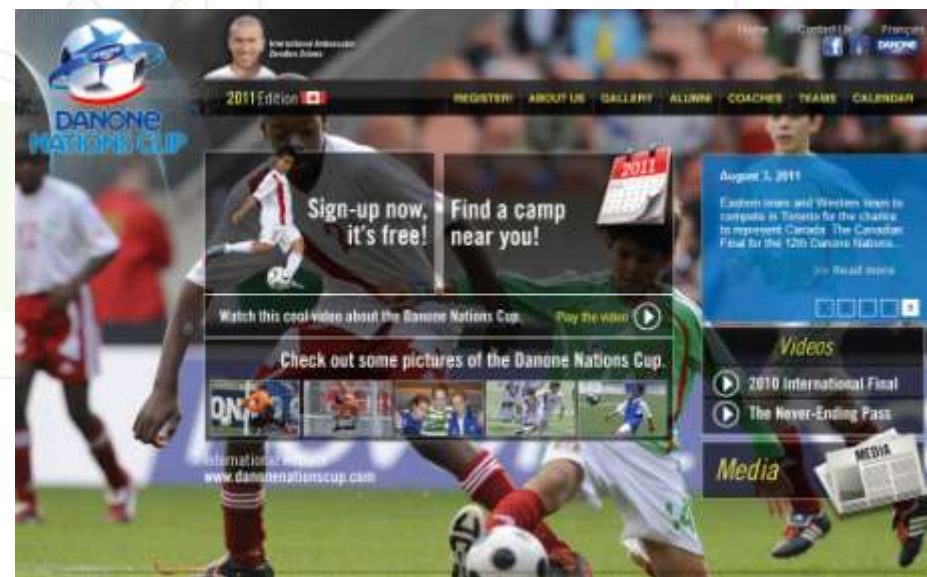 Home Contact Us Français
International Ambassador
Zinedine Zidane
DANONE
2011 Edition
REGISTER! ABOUT US GALLERY ALUMNI COACHES TEAMS CALENDAR
DANONE
NATIONS CUP
Sign-up now,
it's free!
Find a camp
near you!
2011
August 3, 2011
Eastern team and Western team to
compete in Toronto for the chance
to represent Canada. The Canadian
Final for the 12th Danone Nations...
>> Read more
Watch this cool video about the Danone Nations Cup. Play the video
Check out some pictures of the Danone Nations Cup.
Videos
2010 International Final
The Never-Ending Pass
International website
www.danonenationscup.com
Media
MEDIA